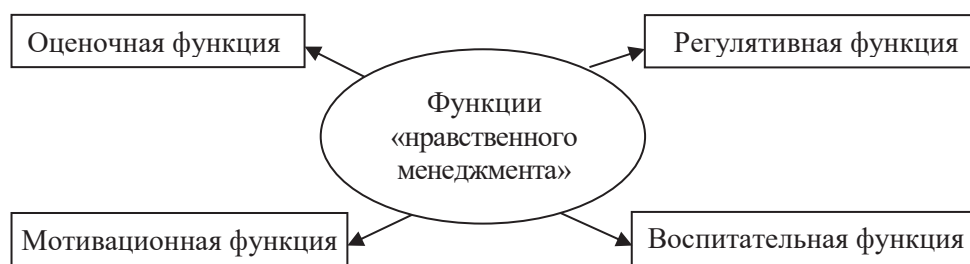 Оценочная функция
Регулятивная функция
Функции
«нравственного
менеджмента»
Мотивационная функция
Воспитательная функция